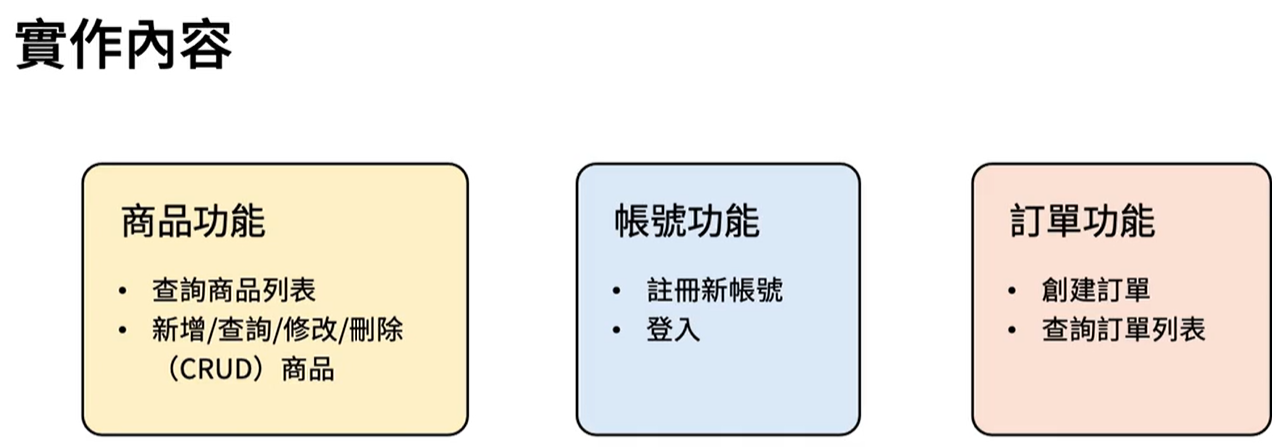 實作內容
商品功能
• 查詢商品列表
• 新增/查詢/修改/刪除
（CRUD）商品
帳號功能
• 註冊新帳號
• 登入
訂單功能
• 創建訂單
• 查詢訂單列表